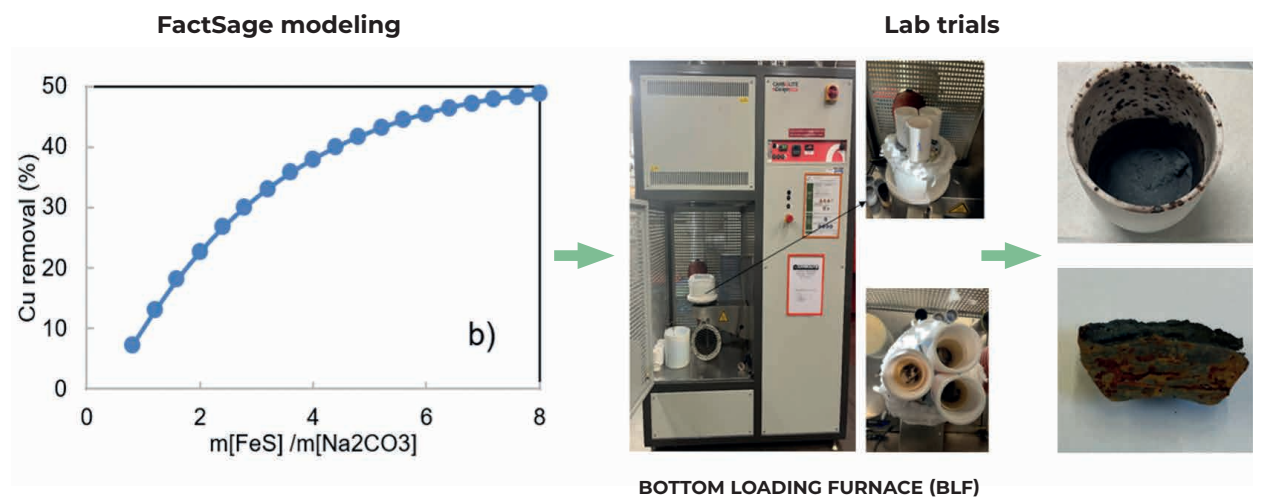 FactSage modeling
Lab trials
50
40
30
20
10
0
Cu removal (%)
b)
0 2 4 6 8
m[FeS] /m[Na2CO3]
CARBOLITE
BOTTOM LOADING FURNACE (BLF)